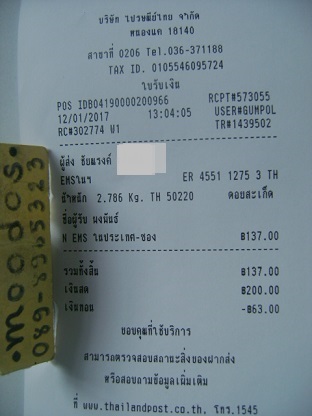 บริษัท ไปรษณีย์ไทย จำกัด
หนองแค 18140
สาขาที่ 0206 Tel.036-371188
TAX ID. 0105546095724
ใบรับเงิน
POS IDB04190000200966 RCPT#573055
12/01/2017 13:04:05 USER#GUMPOL
RC#302774 W1 TR#1439502
ผู้ส่ง ชัยแรงค์
EMSในฯ ER 4551 1275 3 TH
น้ำหนัก 2.786 Kg. TH 50220 ดอยสะเก็ด
ชื่อผู้รับ พงนันธ์
N EMS ในประเทศ-ซอง ฿137.00
รวมทั้งสิ้น ฿137.00
เงินสด ฿200.00
เงินทอน -฿63.00
ขอบคุณที่ใช้บริการ
สามารถตรวจสอบสถานะสิ่งของฝากส่ง
หรือสอบถามข้อมูลเพิ่มเติม
ที่ www.thailandpost.co.th, โทร.1545
.moodos.
089-8965323